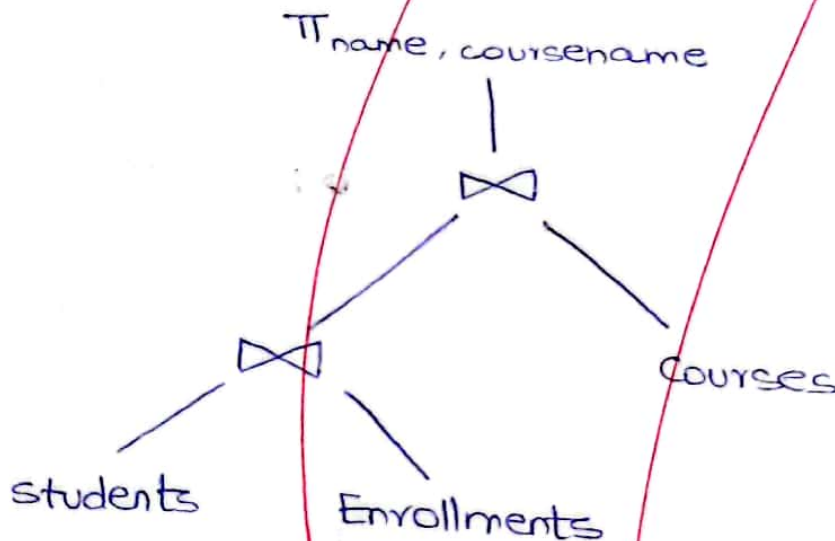 π name, coursename
⋈
⋈
Courses
Students
Enrollments